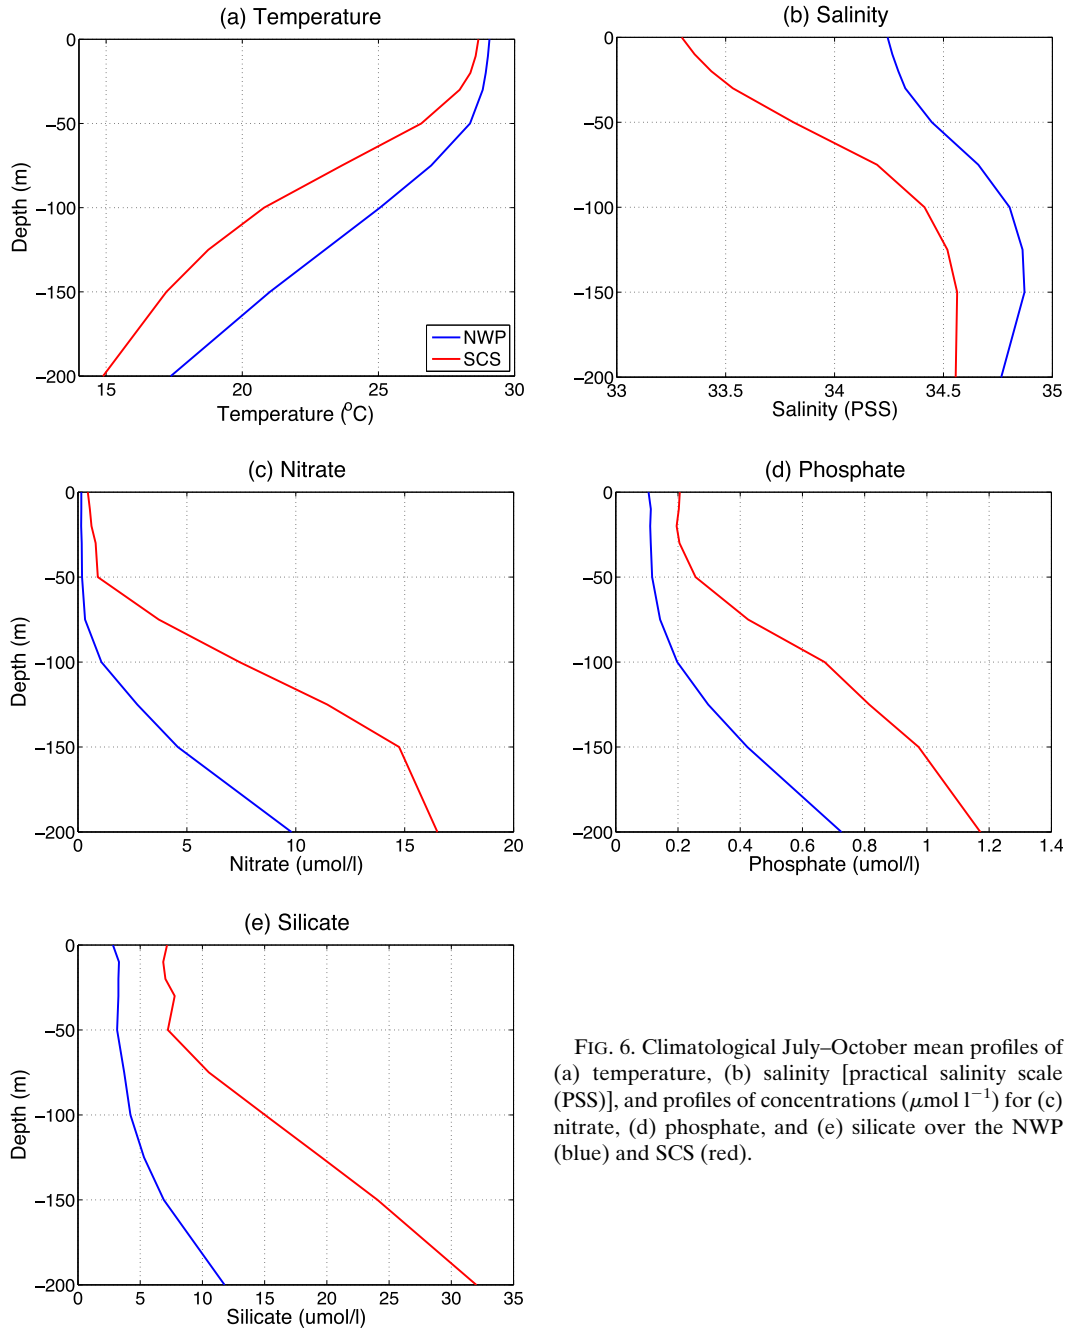 (a) Temperature
0
−50
−100
−150
−200
Depth (m)
15
20
25
30
Temperature (°C)
NWP
SCS
(b) Salinity
0
−50
−100
−150
−200
33
33.5
34
34.5
35
Salinity (PSS)
(c) Nitrate
0
−50
−100
−150
−200
Depth (m)
0
5
10
15
20
Nitrate (umol/l)
(d) Phosphate
0
−50
−100
−150
−200
0
0.2
0.4
0.6
0.8
1
1.2
1.4
Phosphate (umol/l)
(e) Silicate
0
−50
−100
−150
−200
Depth (m)
0
5
10
15
20
25
30
35
Silicate (umol/l)
FIG. 6. Climatological July–October mean profiles of
(a) temperature, (b) salinity [practical salinity scale
(PSS)], and profiles of concentrations (μmol l⁻¹) for (c)
nitrate, (d) phosphate, and (e) silicate over the NWP
(blue) and SCS (red).